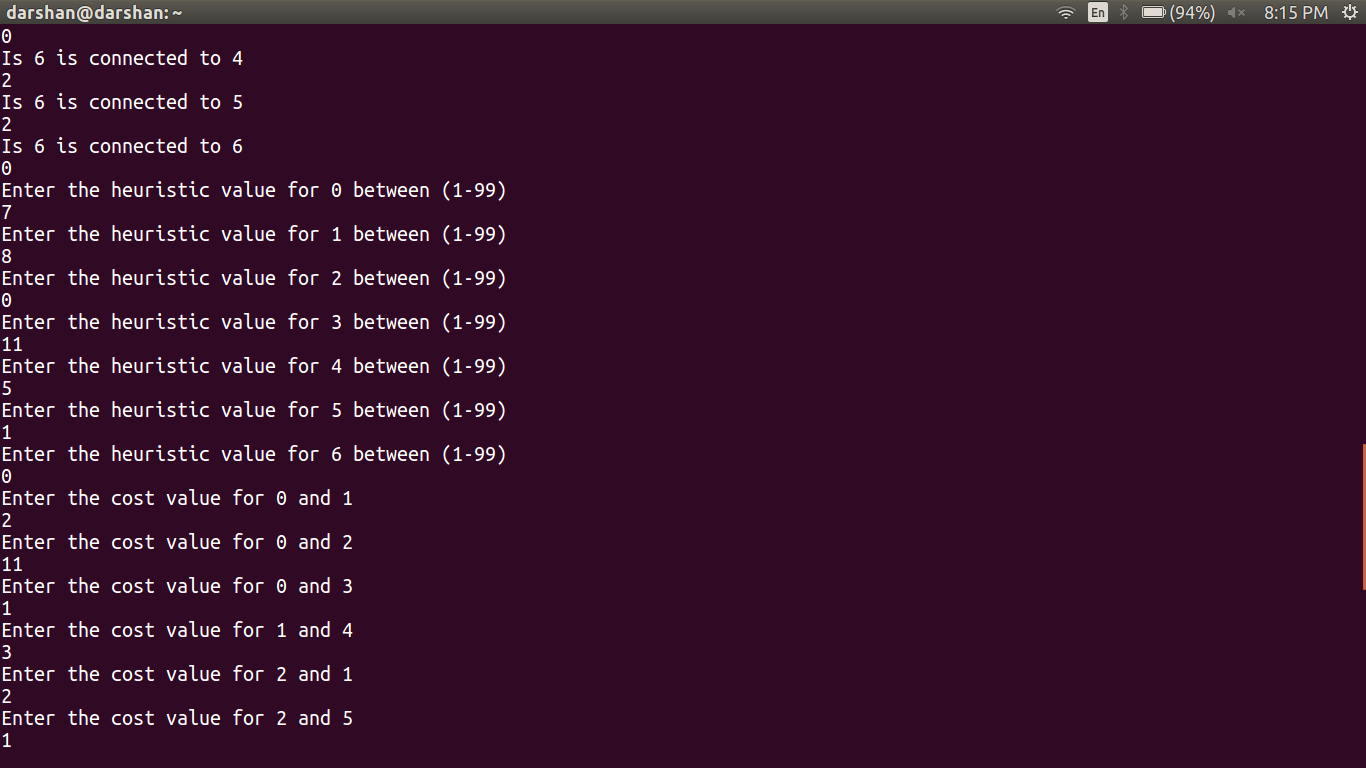 darshan@darshan: ~
En (94%) 8:15 PM
0
Is 6 is connected to 4
2
Is 6 is connected to 5
2
Is 6 is connected to 6
0
Enter the heuristic value for 0 between (1-99)
7
Enter the heuristic value for 1 between (1-99)
8
Enter the heuristic value for 2 between (1-99)
0
Enter the heuristic value for 3 between (1-99)
11
Enter the heuristic value for 4 between (1-99)
5
Enter the heuristic value for 5 between (1-99)
1
Enter the heuristic value for 6 between (1-99)
0
Enter the cost value for 0 and 1
2
Enter the cost value for 0 and 2
11
Enter the cost value for 0 and 3
1
Enter the cost value for 1 and 4
3
Enter the cost value for 2 and 1
2
Enter the cost value for 2 and 5
1